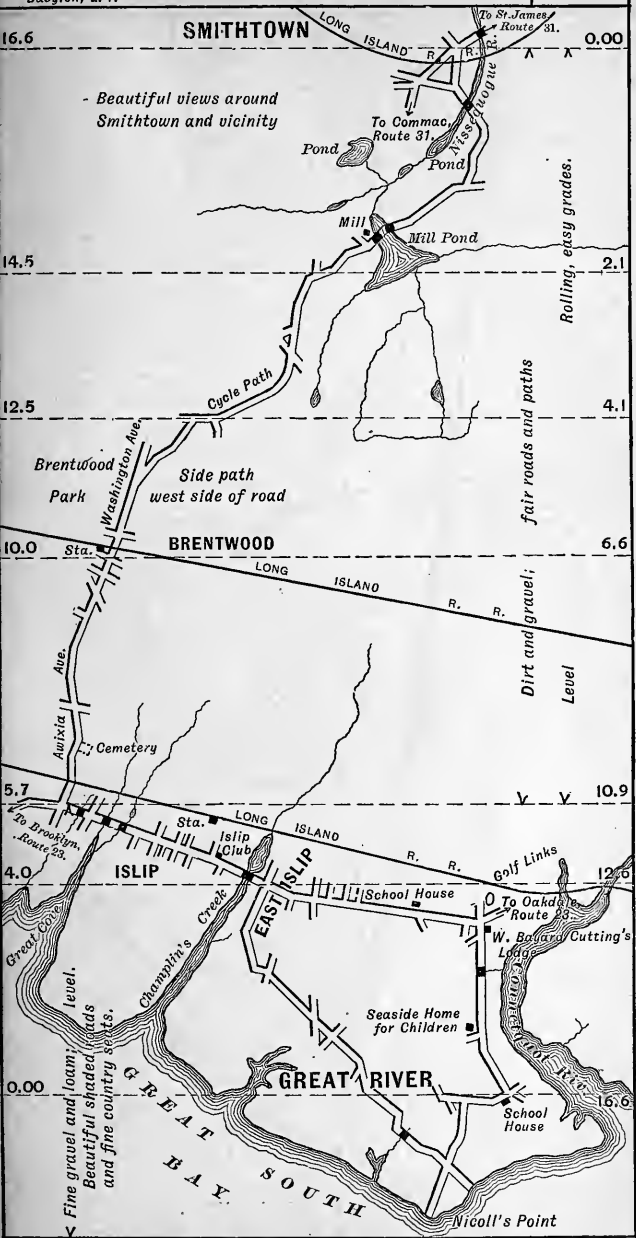 Babylon, L. I.
16.6
SMITHTOWN
LONG ISLAND R. R.
To St. James
Route 31.
0.00
- Beautiful views around
Smithtown and vicinity
To Commac,
Route 31.
Nissequogue R.
Pond
Pond
Mill
Mill Pond
Rolling, easy grades.
14.5
2.1
Cycle Path
12.5
4.1
Washington Ave.
Brentwood
Park
Side path
west side of road
fair roads and paths
10.0
Sta.
BRENTWOOD
6.6
LONG ISLAND R. R.
Dirt and gravel;
Level
Awixia Ave.
Cemetery
5.7
10.9
To Brooklyn.
Route 23.
Sta.
LONG ISLAND R. R.
Islip
Club
ISLIP
Golf Links
4.0
12.6
EAST ISLIP
School House
To Oakdale
Route 23.
W. Bayard Cutting's
Lodge
Great Cove
Champlin's Creek
Connetquot Riv.
Seaside Home
for Children
Fine gravel and loam; level.
Beautiful shaded roads
and fine country seats.
GREAT RIVER
0.00
16.6
School
House
GREAT SOUTH
BAY
Nicoll's Point